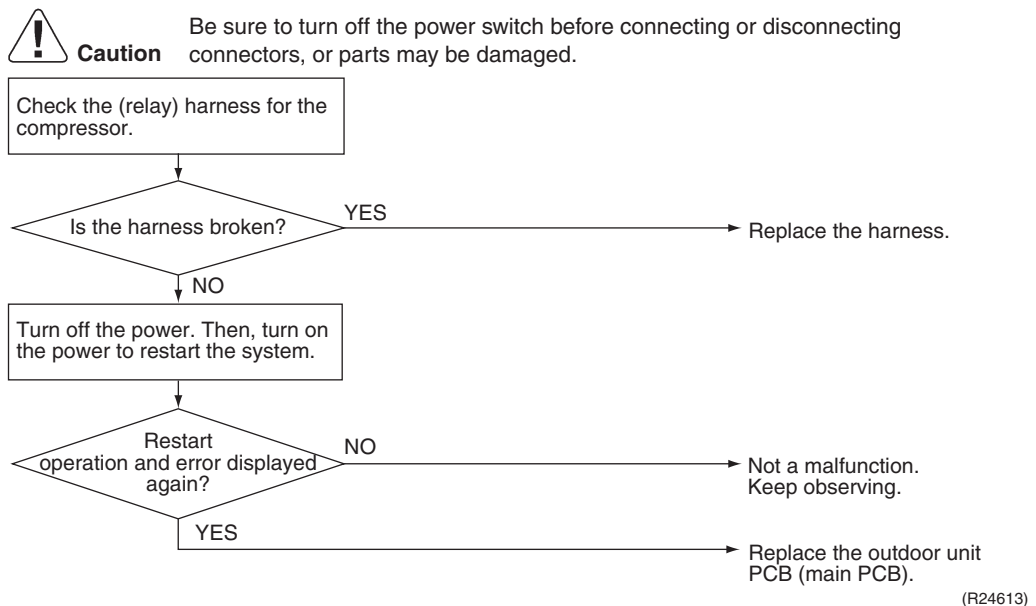 Be sure to turn off the power switch before connecting or disconnecting
Caution connectors, or parts may be damaged.
Check the (relay) harness for the
compressor.
Is the harness broken?
YES
Replace the harness.
NO
Turn off the power. Then, turn on
the power to restart the system.
Restart
operation and error displayed
again?
NO
Not a malfunction.
Keep observing.
YES
Replace the outdoor unit
PCB (main PCB).
(R24613)